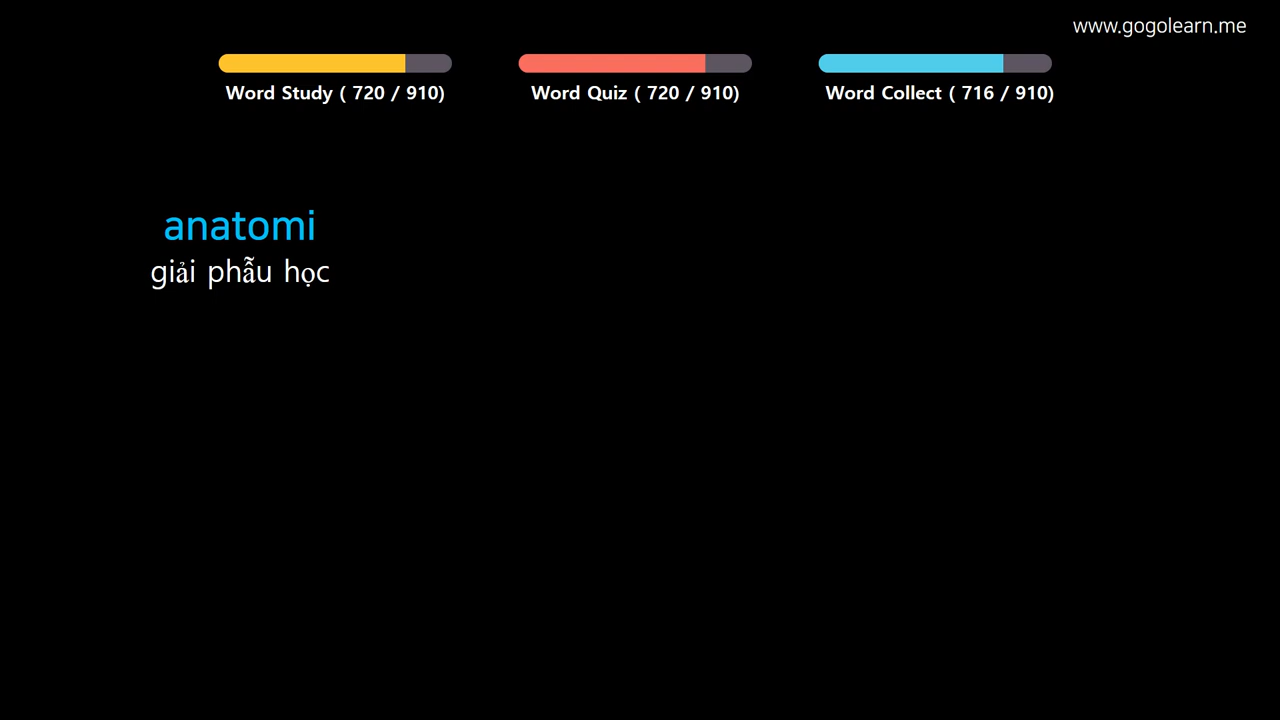 www.gogolearn.me
Word Study ( 720 / 910)
Word Quiz ( 720 / 910)
Word Collect ( 716 / 910)
anatomi
giải phẫu học